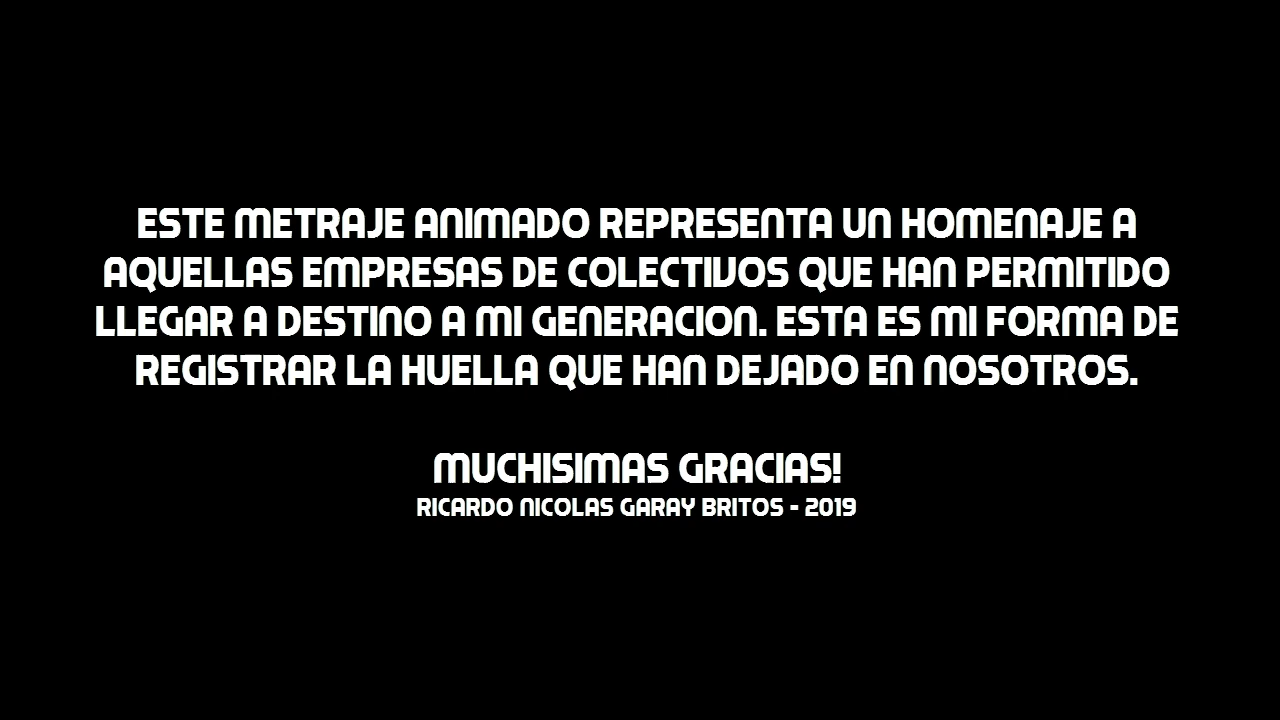 ESTE METRAJE ANIMADO REPRESENTA UN HOMENAJE A
AQUELLAS EMPRESAS DE COLECTIVOS QUE HAN PERMITIDO
LLEGAR A DESTINO A MI GENERACION. ESTA ES MI FORMA DE
REGISTRAR LA HUELLA QUE HAN DEJADO EN NOSOTROS.
MUCHISIMAS GRACIAS!
RICARDO NICOLAS GARAY BRITOS - 2019